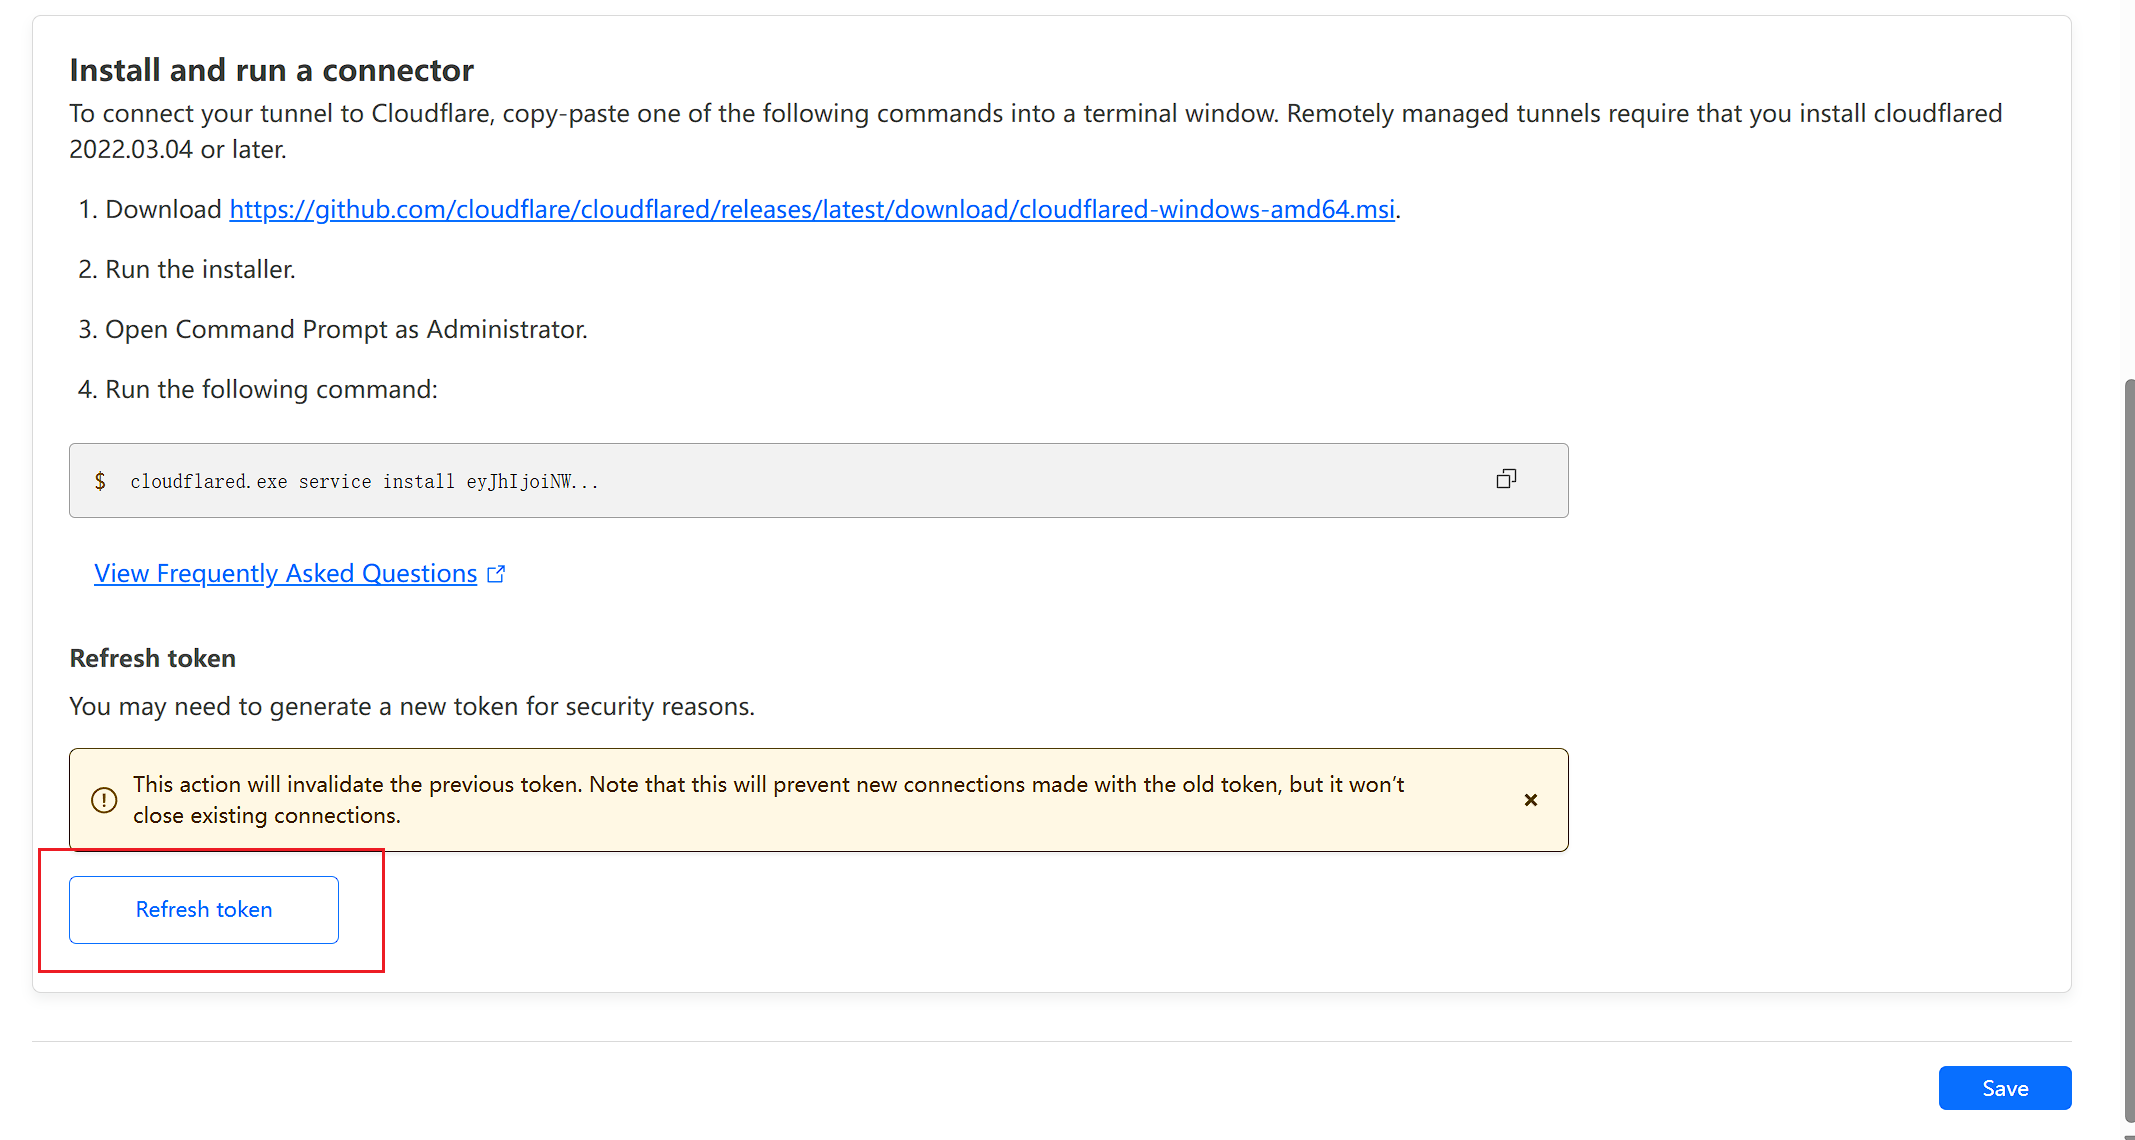 Install and run a connector
To connect your tunnel to Cloudflare, copy-paste one of the following commands into a terminal window. Remotely managed tunnels require that you install cloudflared
2022.03.04 or later.
1. Download https://github.com/cloudflare/cloudflared/releases/latest/download/cloudflared-windows-amd64.msi.
2. Run the installer.
3. Open Command Prompt as Administrator.
4. Run the following command:
$ cloudflared.exe service install eyJhIjoiNW...
View Frequently Asked Questions
Refresh token
You may need to generate a new token for security reasons.
This action will invalidate the previous token. Note that this will prevent new connections made with the old token, but it won’t
close existing connections.
Refresh token
Save